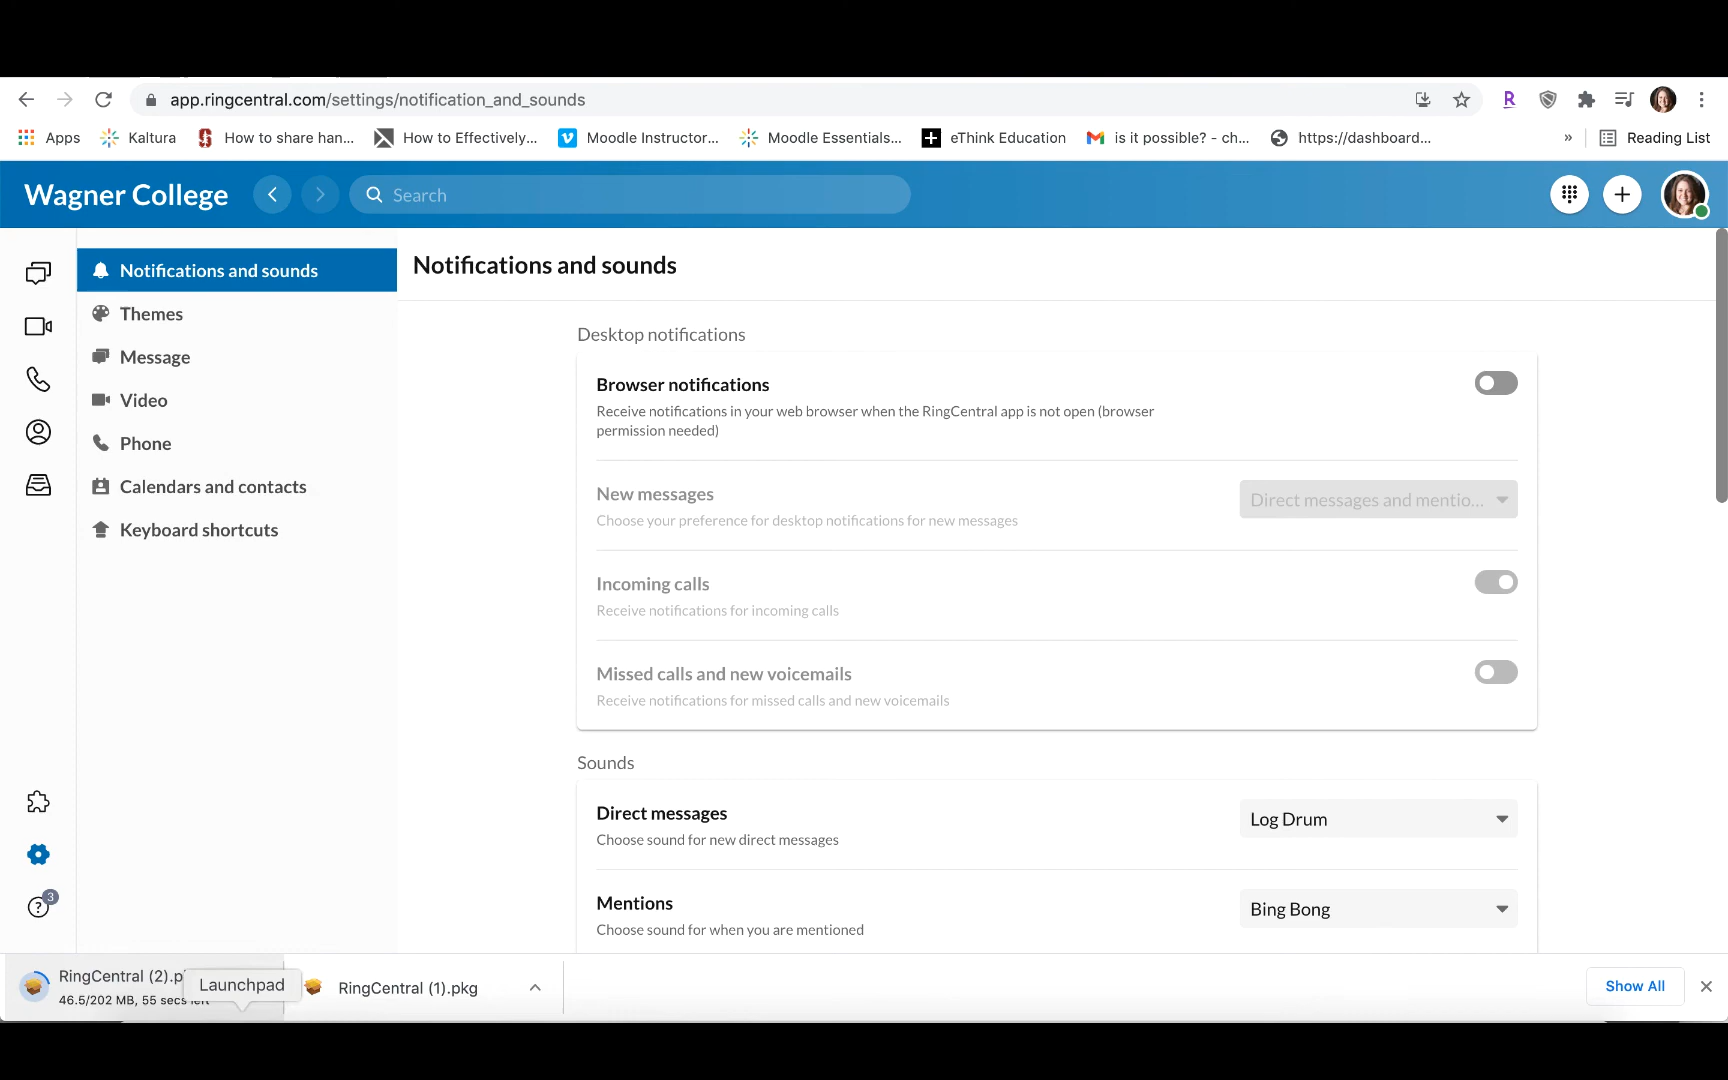 app.ringcentral.com/settings/notification_and_sounds
R
Apps
Kaltura
How to share han...
How to Effectively...
Moodle Instructor...
Moodle Essentials...
eThink Education
is it possible? - ch...
https://dashboard...
»
Reading List
Wagner College
Search
Notifications and sounds
Themes
Message
Video
Phone
Calendars and contacts
Keyboard shortcuts
3
Notifications and sounds
Desktop notifications
Browser notifications
Receive notifications in your web browser when the RingCentral app is not open (browser
permission needed)
New messages
Direct messages and mentio...
Choose your preference for desktop notifications for new messages
Incoming calls
Receive notifications for incoming calls
Missed calls and new voicemails
Receive notifications for missed calls and new voicemails
Sounds
Direct messages
Log Drum
Choose sound for new direct messages
Mentions
Bing Bong
Choose sound for when you are mentioned
RingCentral (2).p
46.5/202 MB, 55 secs left
Launchpad
RingCentral (1).pkg
Show All